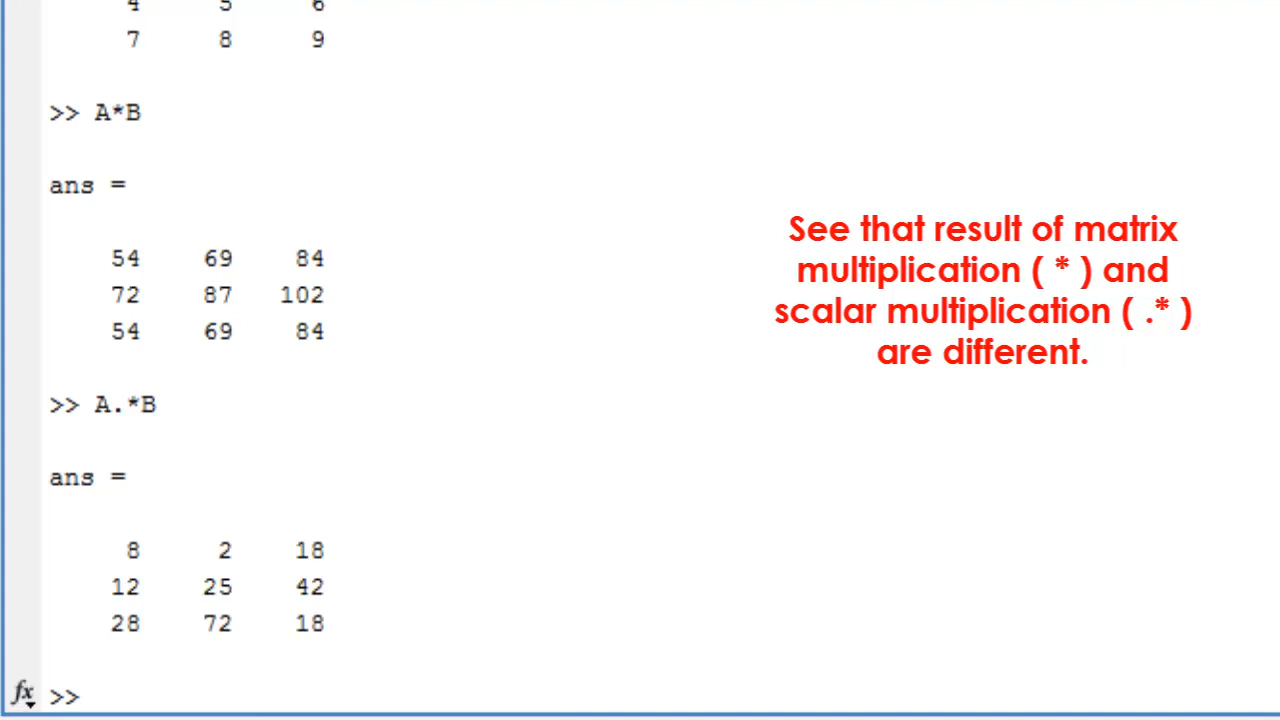 4 5 6
7 8 9
>> A*B
ans =
54 69 84
72 87 102
54 69 84
See that result of matrix
multiplication ( * ) and
scalar multiplication ( .* )
are different.
>> A.*B
ans =
8 2 18
12 25 42
28 72 18
fx >>